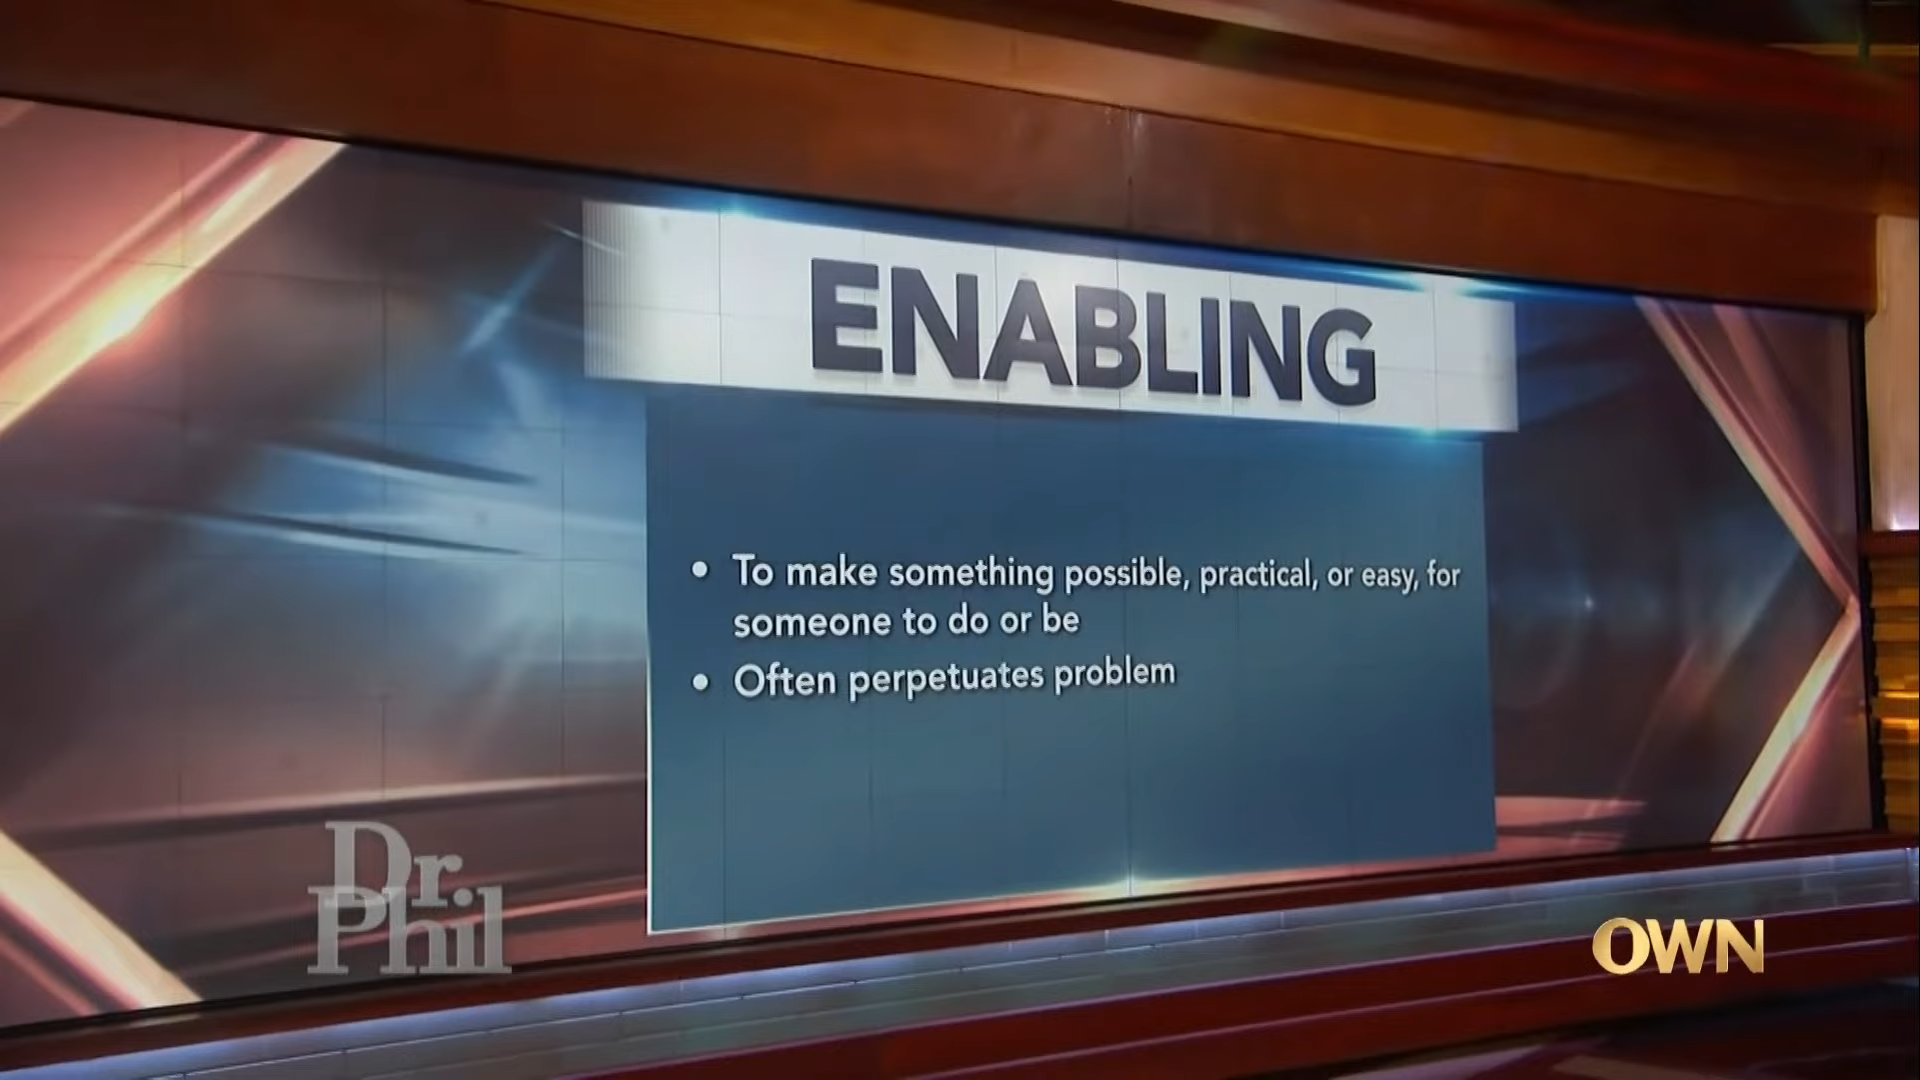 ENABLING
• To make something possible, practical, or easy, for
someone to do or be
• Often perpetuates problem
Dr.
Phil
OWN